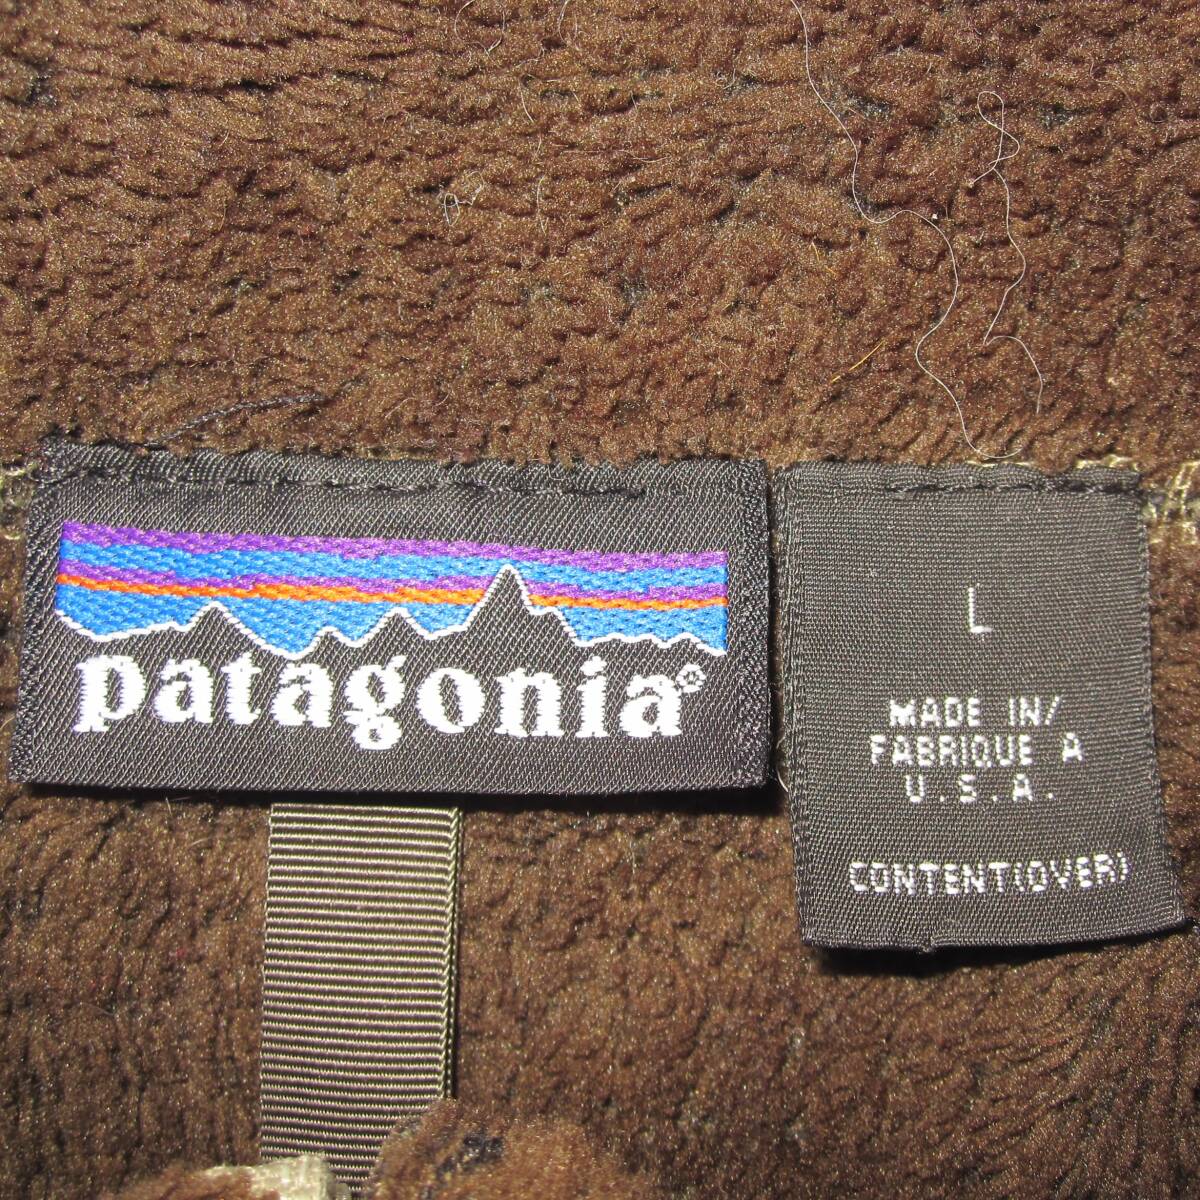 patagonia®
L
MADE IN/
FABRIQUE A
U.S.A.
CONTENT(OVER)